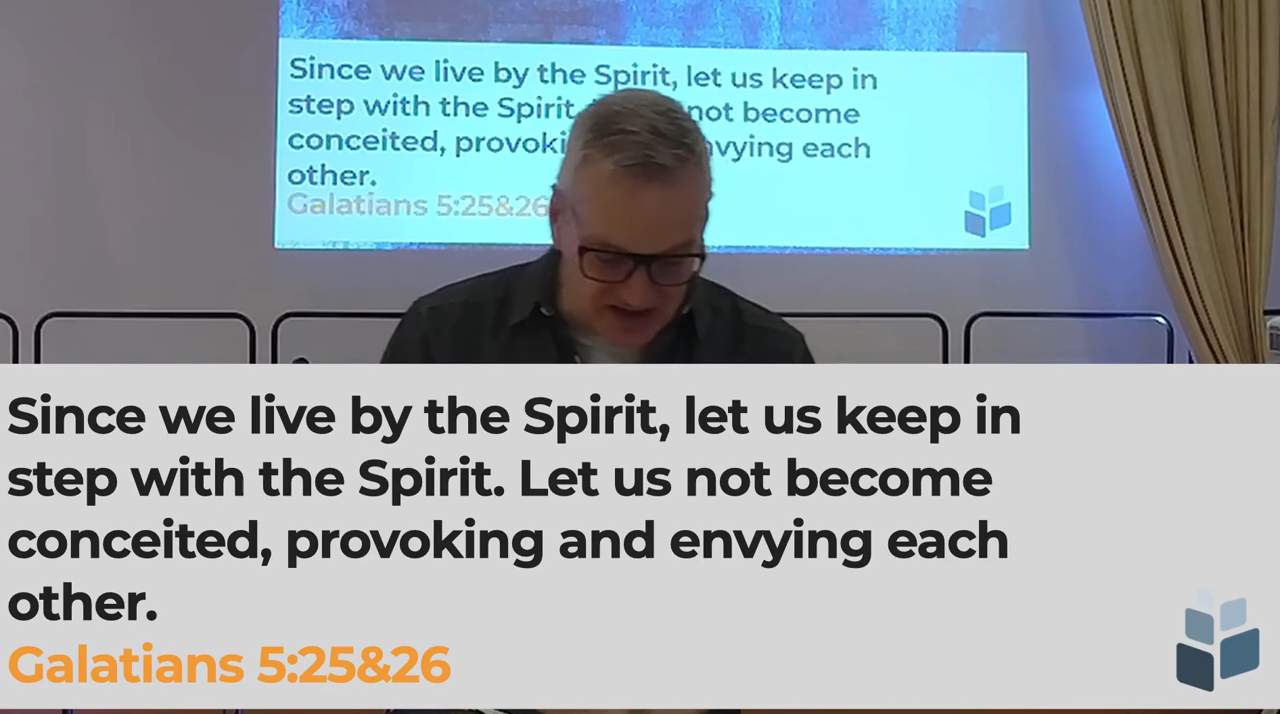 Since we live by the Spirit, let us keep in
step with the Spirit not become
conceited, provoki nvying each
other.
Galatians 5:25&26
Since we live by the Spirit, let us keep in
step with the Spirit. Let us not become
conceited, provoking and envying each
other.
Galatians 5:25&26